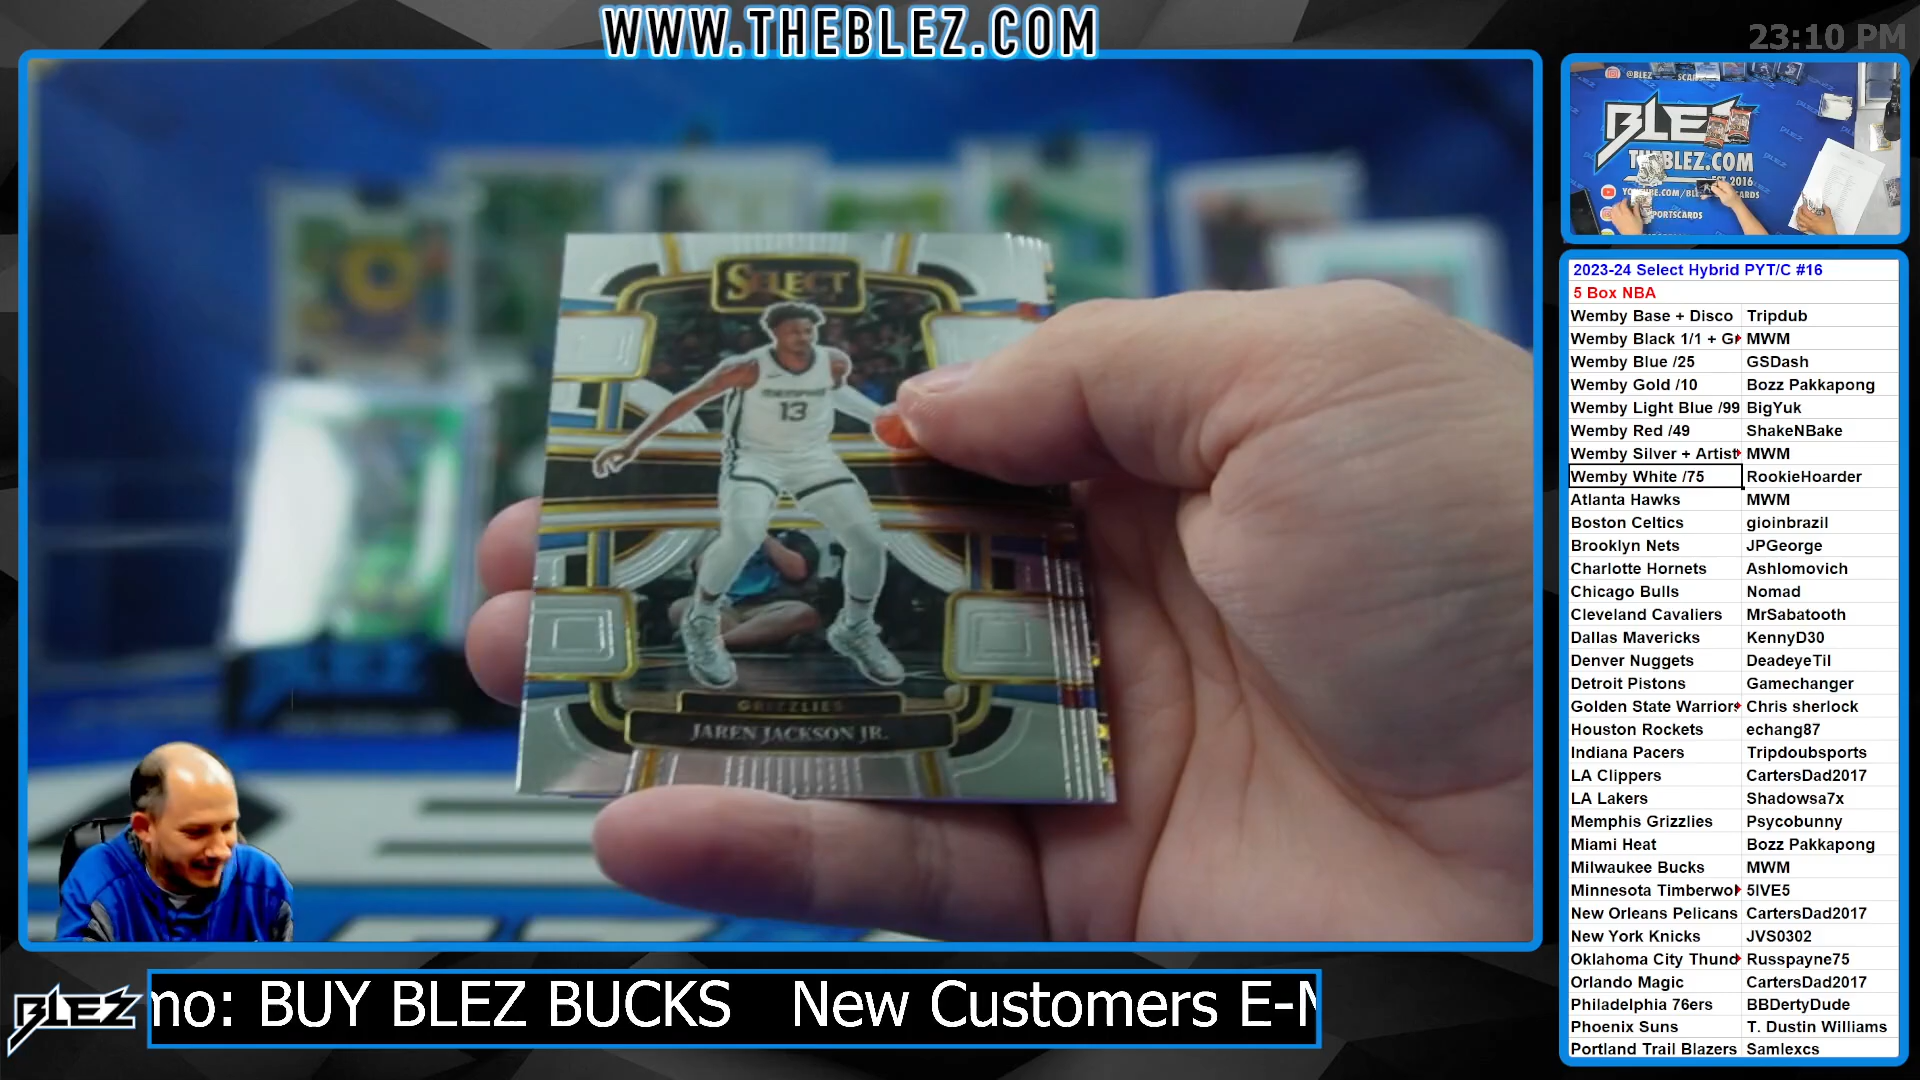 WWW.THEBLEZ.COM
23:10 PM
SELECT
MEMPHIS
13
GRIZZLIES
JAREN JACKSON JR.
@BLEZ
BLEZ
THEBLEZ.COM
2016
2023-24 Select Hybrid PYT/C #16
5 Box NBA
Wemby Base + Disco Tripdub
Wemby Black 1/1 + Gr MWM
Wemby Blue /25 GSDash
Wemby Gold /10 Bozz Pakkapong
Wemby Light Blue /99 BigYuk
Wemby Red /49 ShakeNBake
Wemby Silver + Artist MWM
Wemby White /75 RookieHoarder
Atlanta Hawks MWM
Boston Celtics gioinbrazil
Brooklyn Nets JPGeorge
Charlotte Hornets Ashlomovich
Chicago Bulls Nomad
Cleveland Cavaliers MrSabatooth
Dallas Mavericks KennyD30
Denver Nuggets DeadeyeTil
Detroit Pistons Gamechanger
Golden State Warriors Chris sherlock
Houston Rockets echang87
Indiana Pacers Tripdoubsports
LA Clippers CartersDad2017
LA Lakers Shadowsa7x
Memphis Grizzlies Psycobunny
Miami Heat Bozz Pakkapong
Milwaukee Bucks MWM
Minnesota Timberwol 5IVE5
New Orleans Pelicans CartersDad2017
New York Knicks JVS0302
Oklahoma City Thund Russpayne75
Orlando Magic CartersDad2017
Philadelphia 76ers BBDertyDude
Phoenix Suns T. Dustin Williams
Portland Trail Blazers Samlexcs
BLEZ
mo: BUY BLEZ BUCKS New Customers E-M